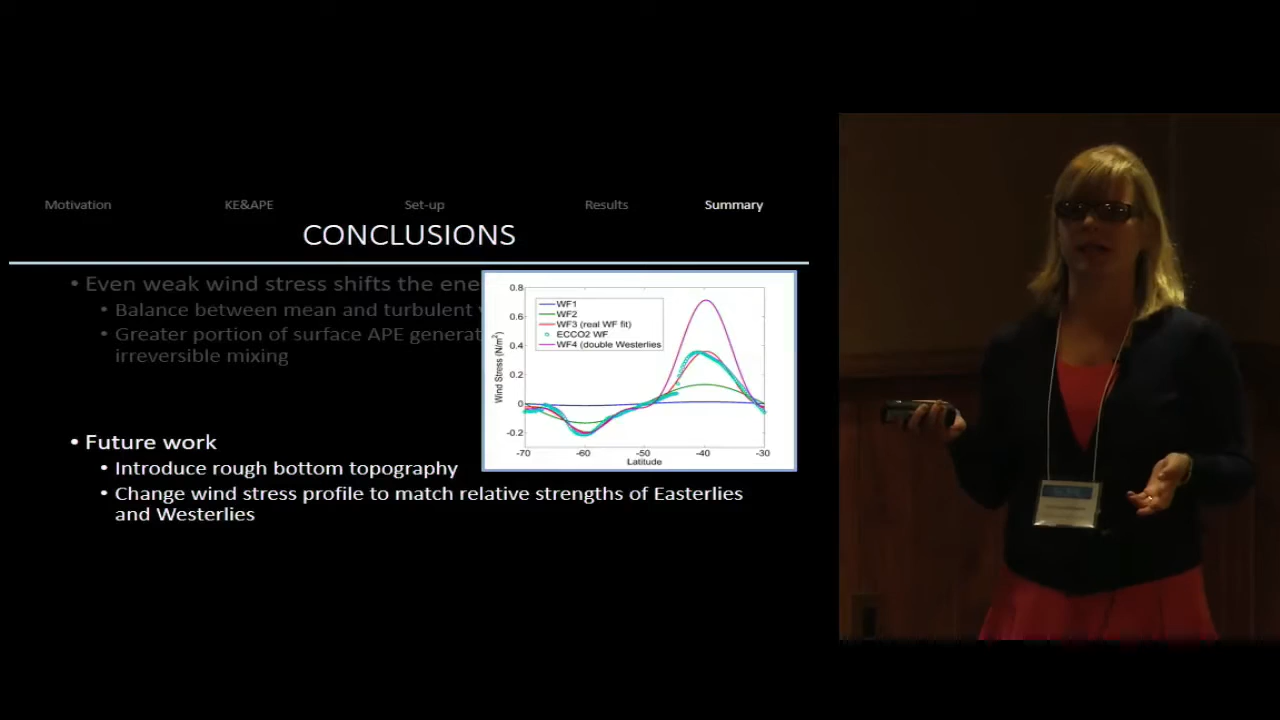 Motivation KE&APE Set-up Results Summary
CONCLUSIONS
• Even weak wind stress shifts the ene
• Balance between mean and turbulent
• Greater portion of surface APE generat
irreversible mixing
0.8
0.6
0.4
0.2
0
-0.2
Wind Stress (N/m²)
WF1
WF2
WF3 (real WF fit)
ECCO2 WF
WF4 (double Westerlies
-70 -60 -50 -40 -30
Latitude
• Future work
• Introduce rough bottom topography
• Change wind stress profile to match relative strengths of Easterlies
and Westerlies